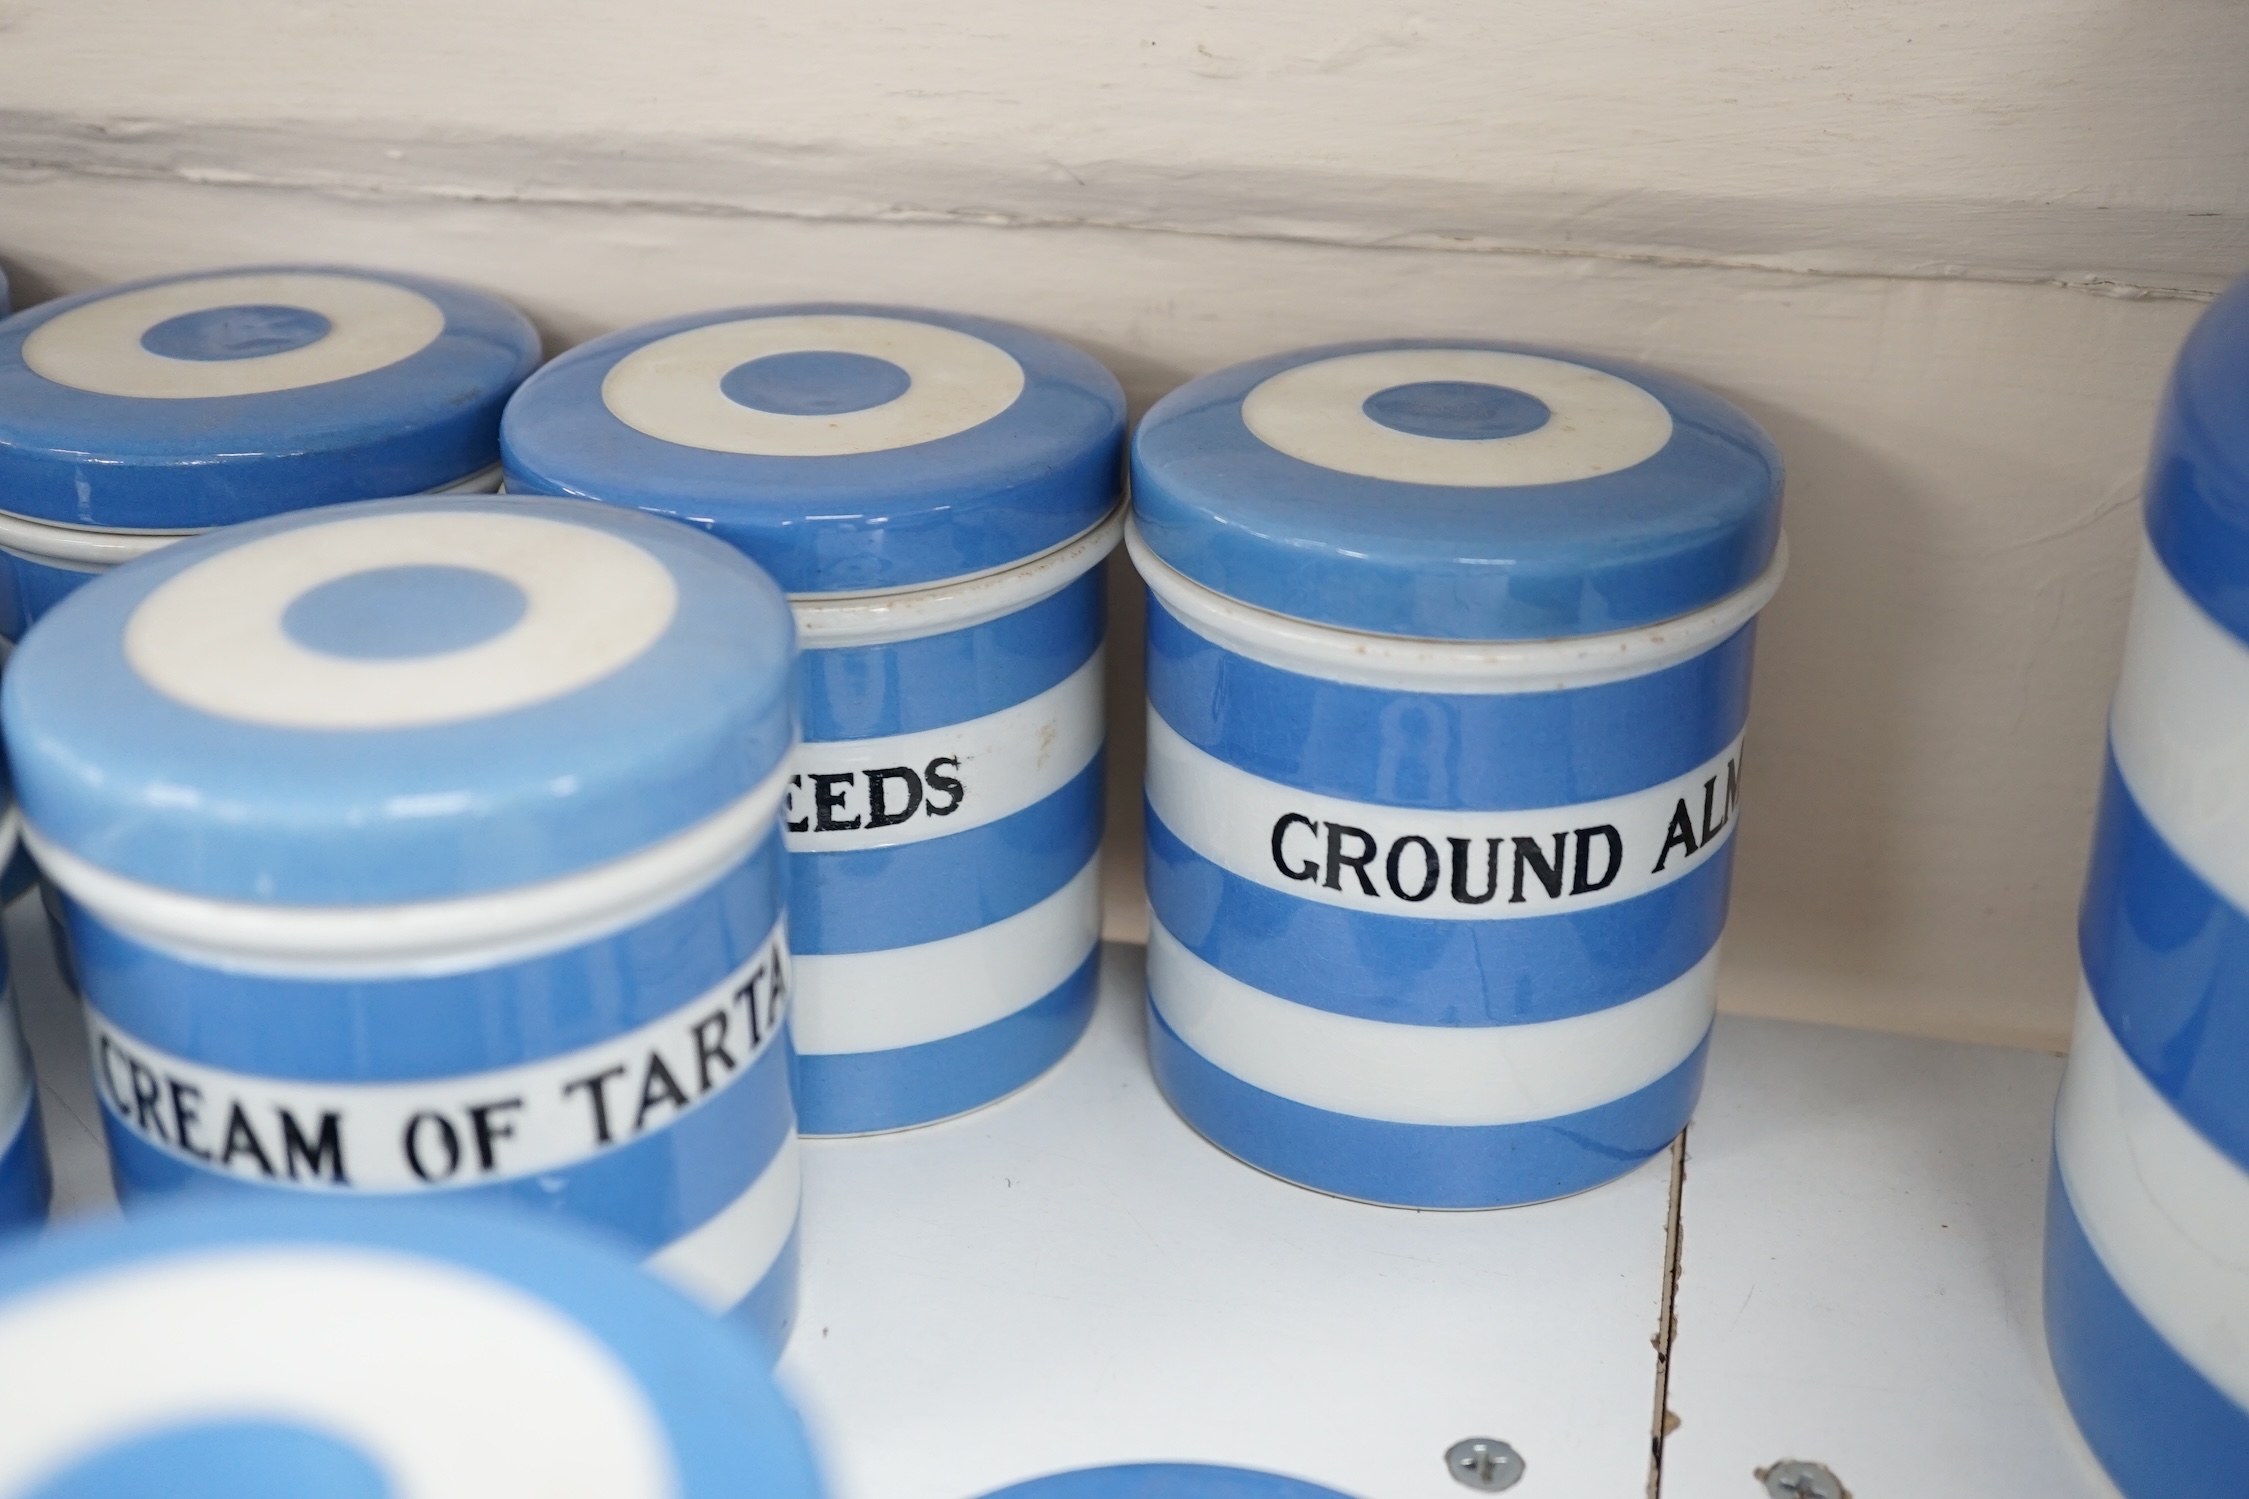 CREAM OF TARTA
EEDS
GROUND ALM